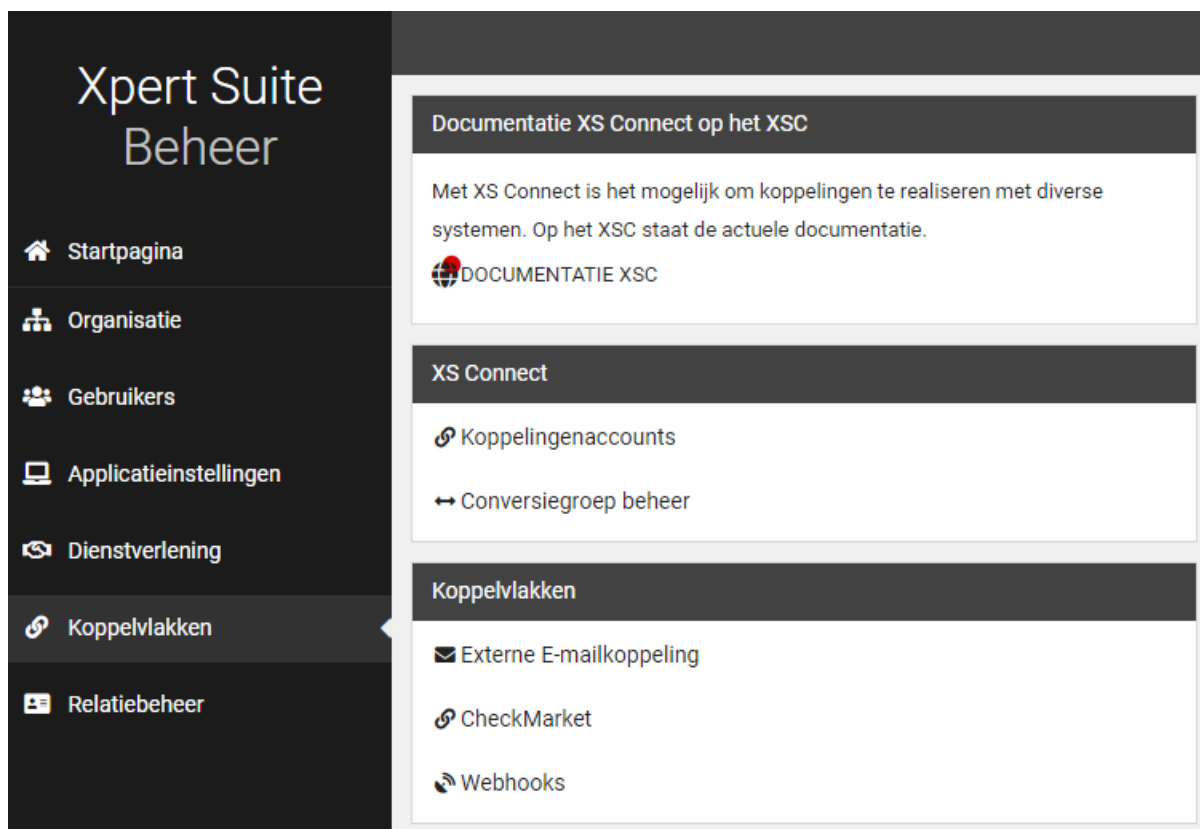 Xpert Suite
Beheer
Startpagina
Organisatie
Gebruikers
Applicatieinstellingen
Dienstverlening
Koppelvlakken
Relatiebeheer
Documentatie XS Connect op het XSC
Met XS Connect is het mogelijk om koppelingen te realiseren met diverse
systemen. Op het XSC staat de actuele documentatie.
DOCUMENTATIE XSC
XS Connect
Koppelingenaccounts
Conversiegroep beheer
Koppelvlakken
Externe E-mailkoppeling
CheckMarket
Webhooks